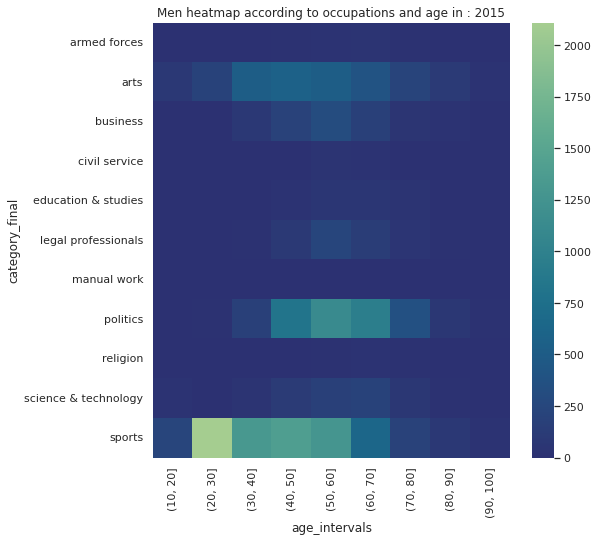 Men heatmap according to occupations and age in : 2015
category_final
armed forces
arts
business
civil service
education & studies
legal professionals
manual work
politics
religion
science & technology
sports
(10, 20]
(20, 30]
(30, 40]
(40, 50]
(50, 60]
(60, 70]
(70, 80]
(80, 90]
(90, 100]
age_intervals
2000
1750
1500
1250
1000
750
500
250
0